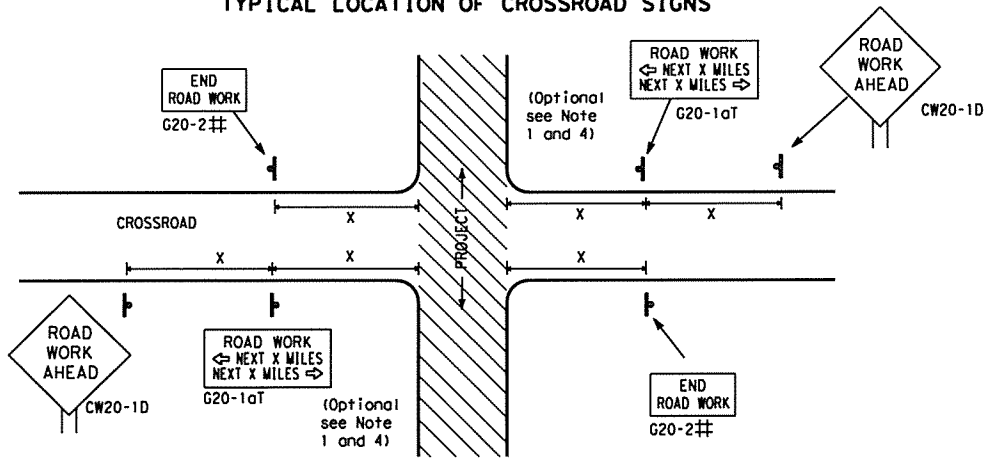 TYPICAL LOCATION OF CROSSROAD SIGNS
END
ROAD WORK
G20-2#
(Optional
see Note
1 and 4)
ROAD WORK
⇦ NEXT X MILES
NEXT X MILES ⇨
G20-1aT
ROAD
WORK
AHEAD
CW20-1D
CROSSROAD
X
X
X
PROJECT
X
X
X
ROAD
WORK
AHEAD
CW20-1D
ROAD WORK
⇦ NEXT X MILES
NEXT X MILES ⇨
G20-1aT
(Optional
see Note
1 and 4)
END
ROAD WORK
G20-2#